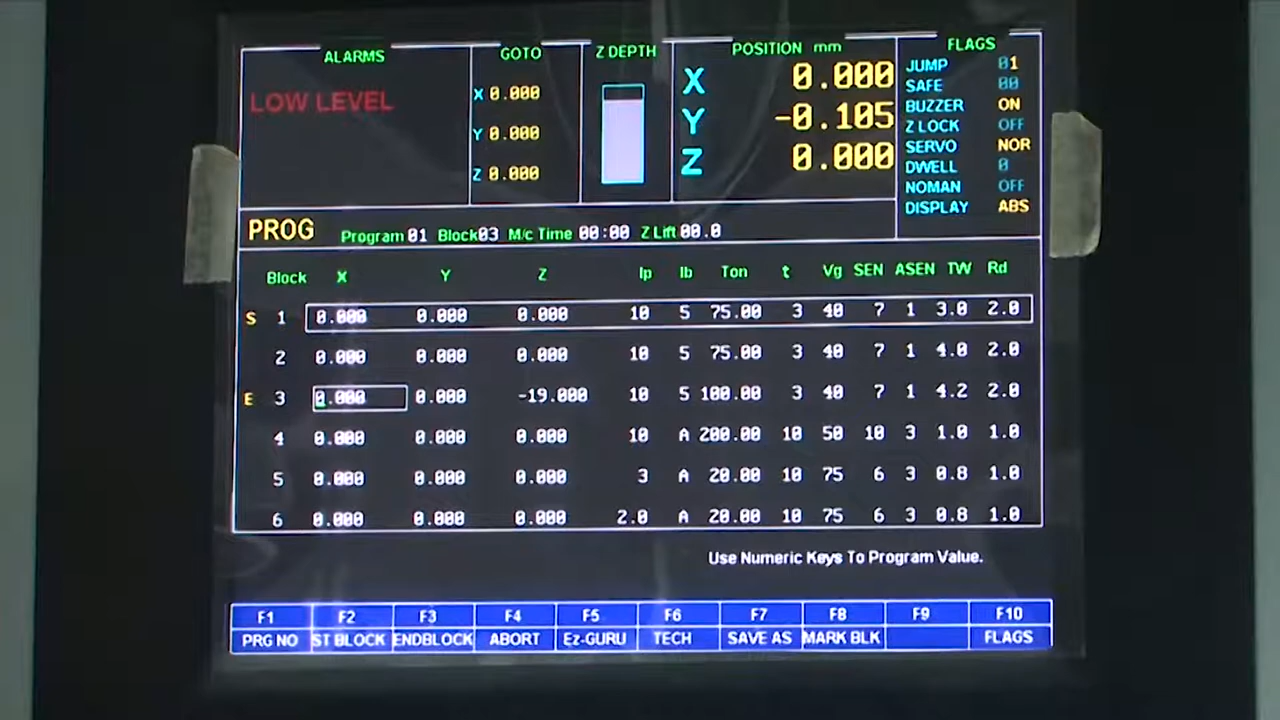 ALARMS GOTO Z DEPTH POSITION mm FLAGS
LOW LEVEL
X 0.000
Y 0.000
Z 0.000
X 0.000
Y -0.105
Z 0.000
JUMP 01
SAFE 00
BUZZER ON
Z LOCK OFF
SERVO NOR
DWELL 0
NOMAN OFF
DISPLAY ABS
PROG Program 01 Block 03 M/c Time 00:00 Z Lift 00.0
Block X Y Z Ip Ib Ton t Vg SEN ASEN TW Rd
S 1 0.000 0.000 0.000 10 5 75.00 3 40 7 1 3.0 2.0
2 0.000 0.000 0.000 10 5 75.00 3 40 7 1 4.0 2.0
E 3 0.000 0.000 -19.000 10 5 100.00 3 40 7 1 4.2 2.0
4 0.000 0.000 0.000 10 A 200.00 10 50 10 3 1.0 1.0
5 0.000 0.000 0.000 3 A 20.00 10 75 6 3 0.8 1.0
6 0.000 0.000 0.000 2.0 A 20.00 10 75 6 3 0.8 1.0
Use Numeric Keys To Program Value.
F1 F2 F3 F4 F5 F6 F7 F8 F9 F10
PRG NO ST BLOCK ENDBLOCK ABORT Ez-GURU TECH SAVE AS MARK BLK FLAGS